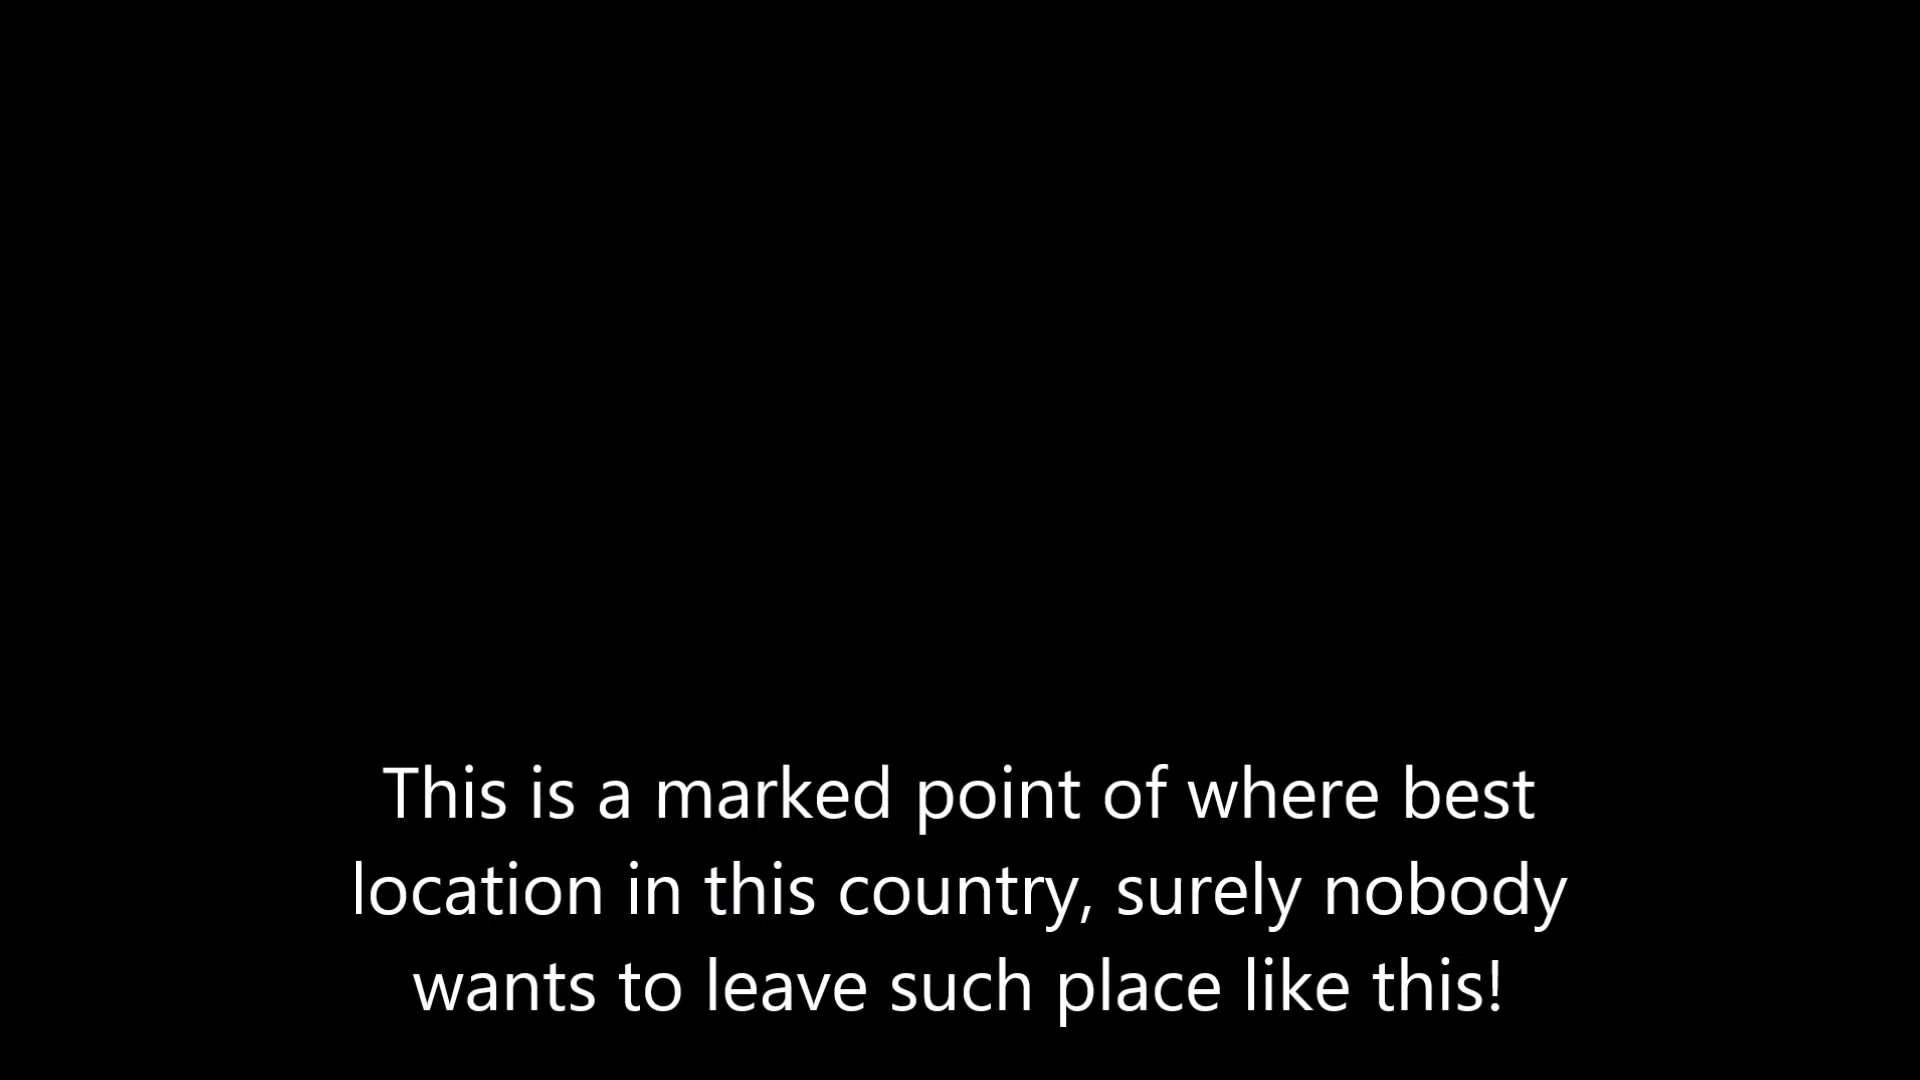 This is a marked point of where best
location in this country, surely nobody
wants to leave such place like this!